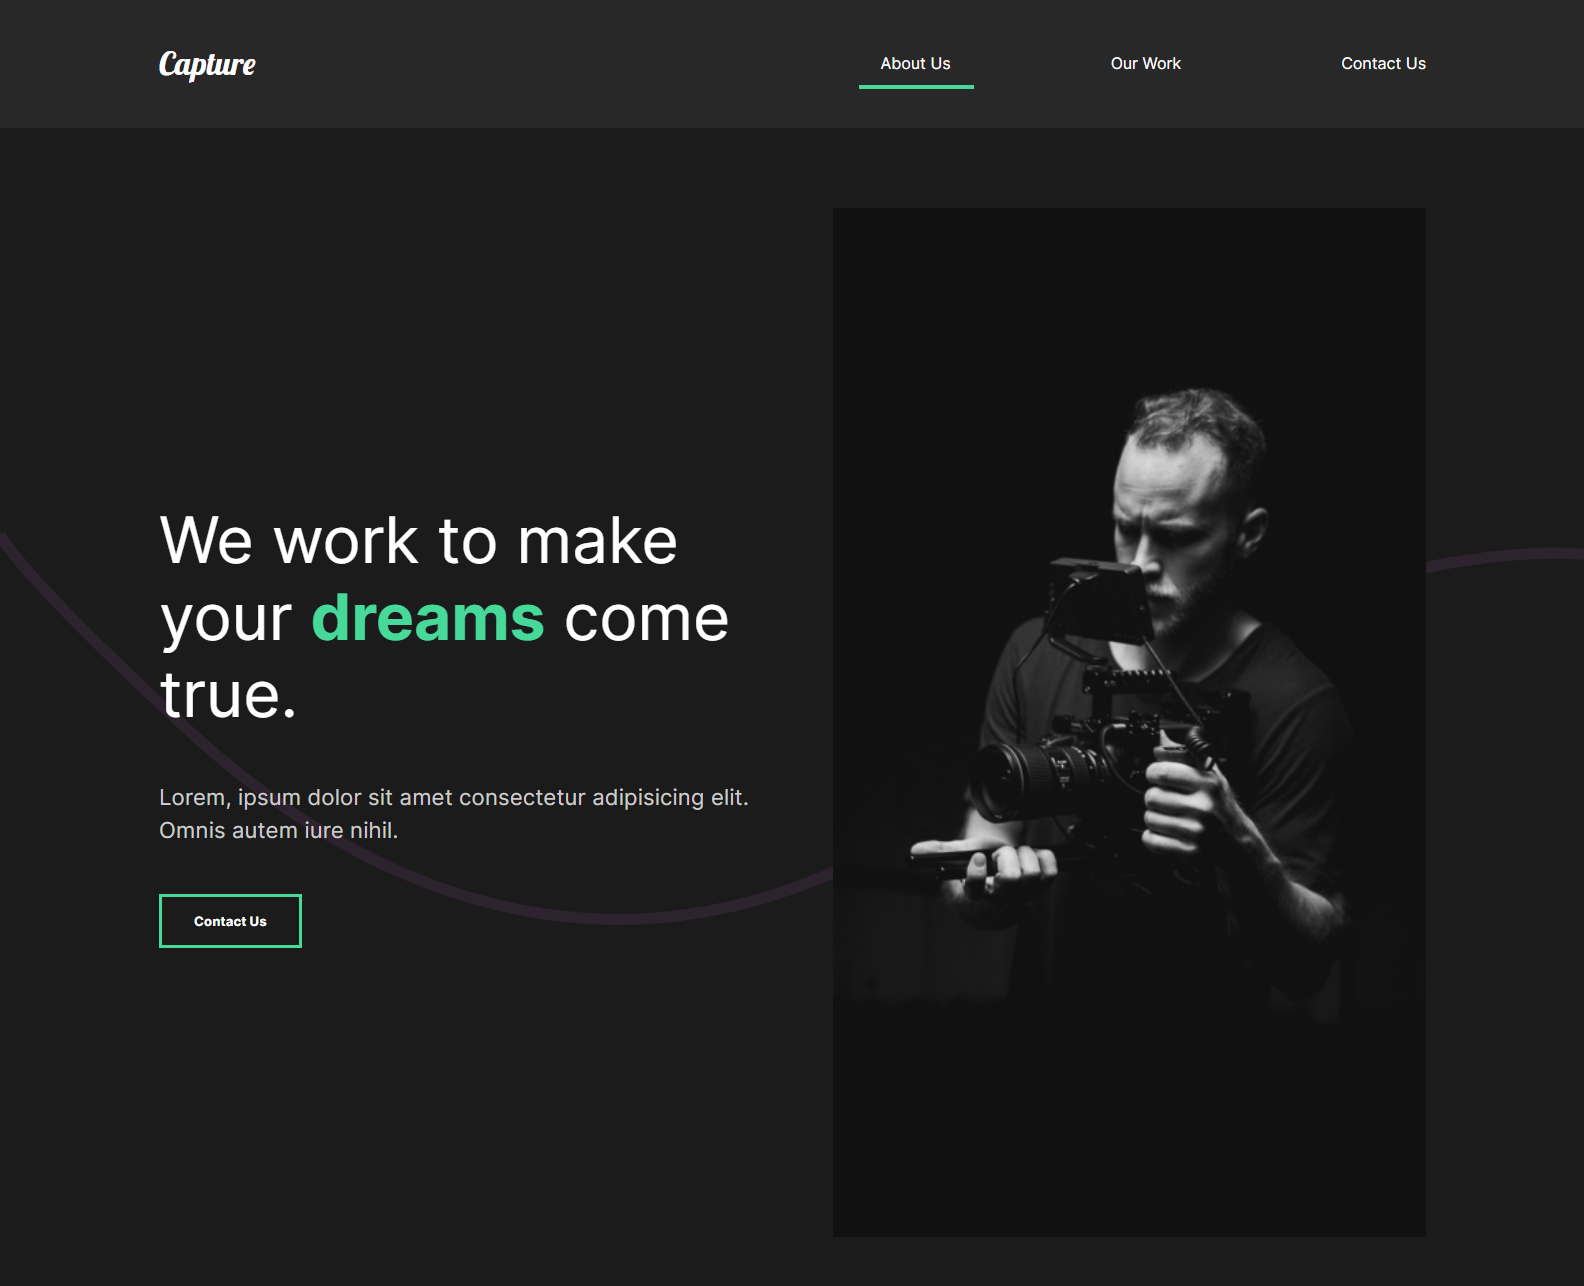 Capture
About Us
Our Work
Contact Us
We work to make
your dreams come
true.
Lorem, ipsum dolor sit amet consectetur adipisicing elit.
Omnis autem iure nihil.
Contact Us